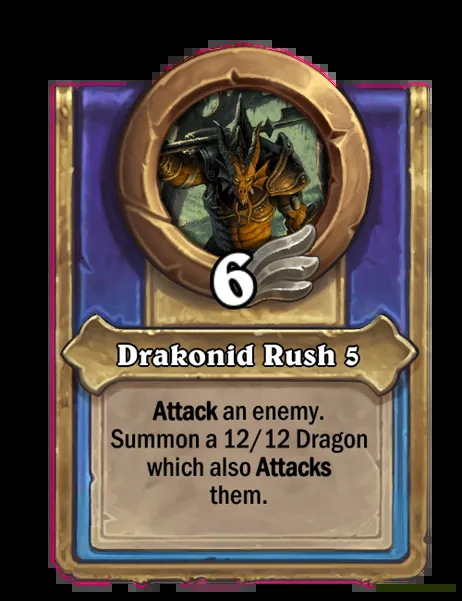 6
Drakonid Rush 5
Attack an enemy.
Summon a 12/12 Dragon
which also Attacks
them.